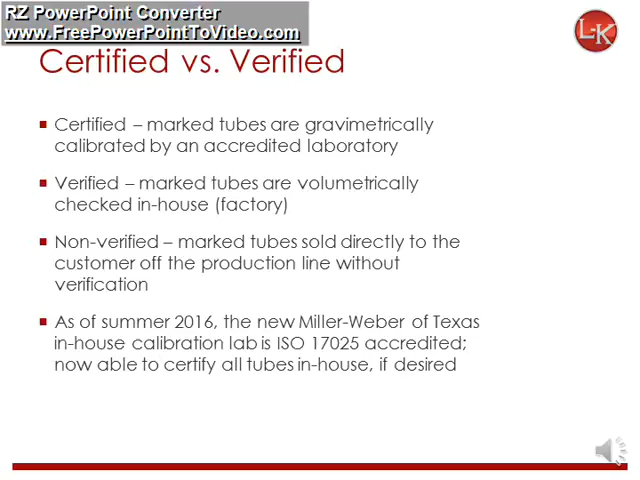 RZ PowerPoint Converter
www.FreePowerPointToVideo.com
L-K
Certified vs. Verified
Certified – marked tubes are gravimetrically
calibrated by an accredited laboratory
Verified – marked tubes are volumetrically
checked in-house (factory)
Non-verified – marked tubes sold directly to the
customer off the production line without
verification
As of summer 2016, the new Miller-Weber of Texas
in-house calibration lab is ISO 17025 accredited;
now able to certify all tubes in-house, if desired